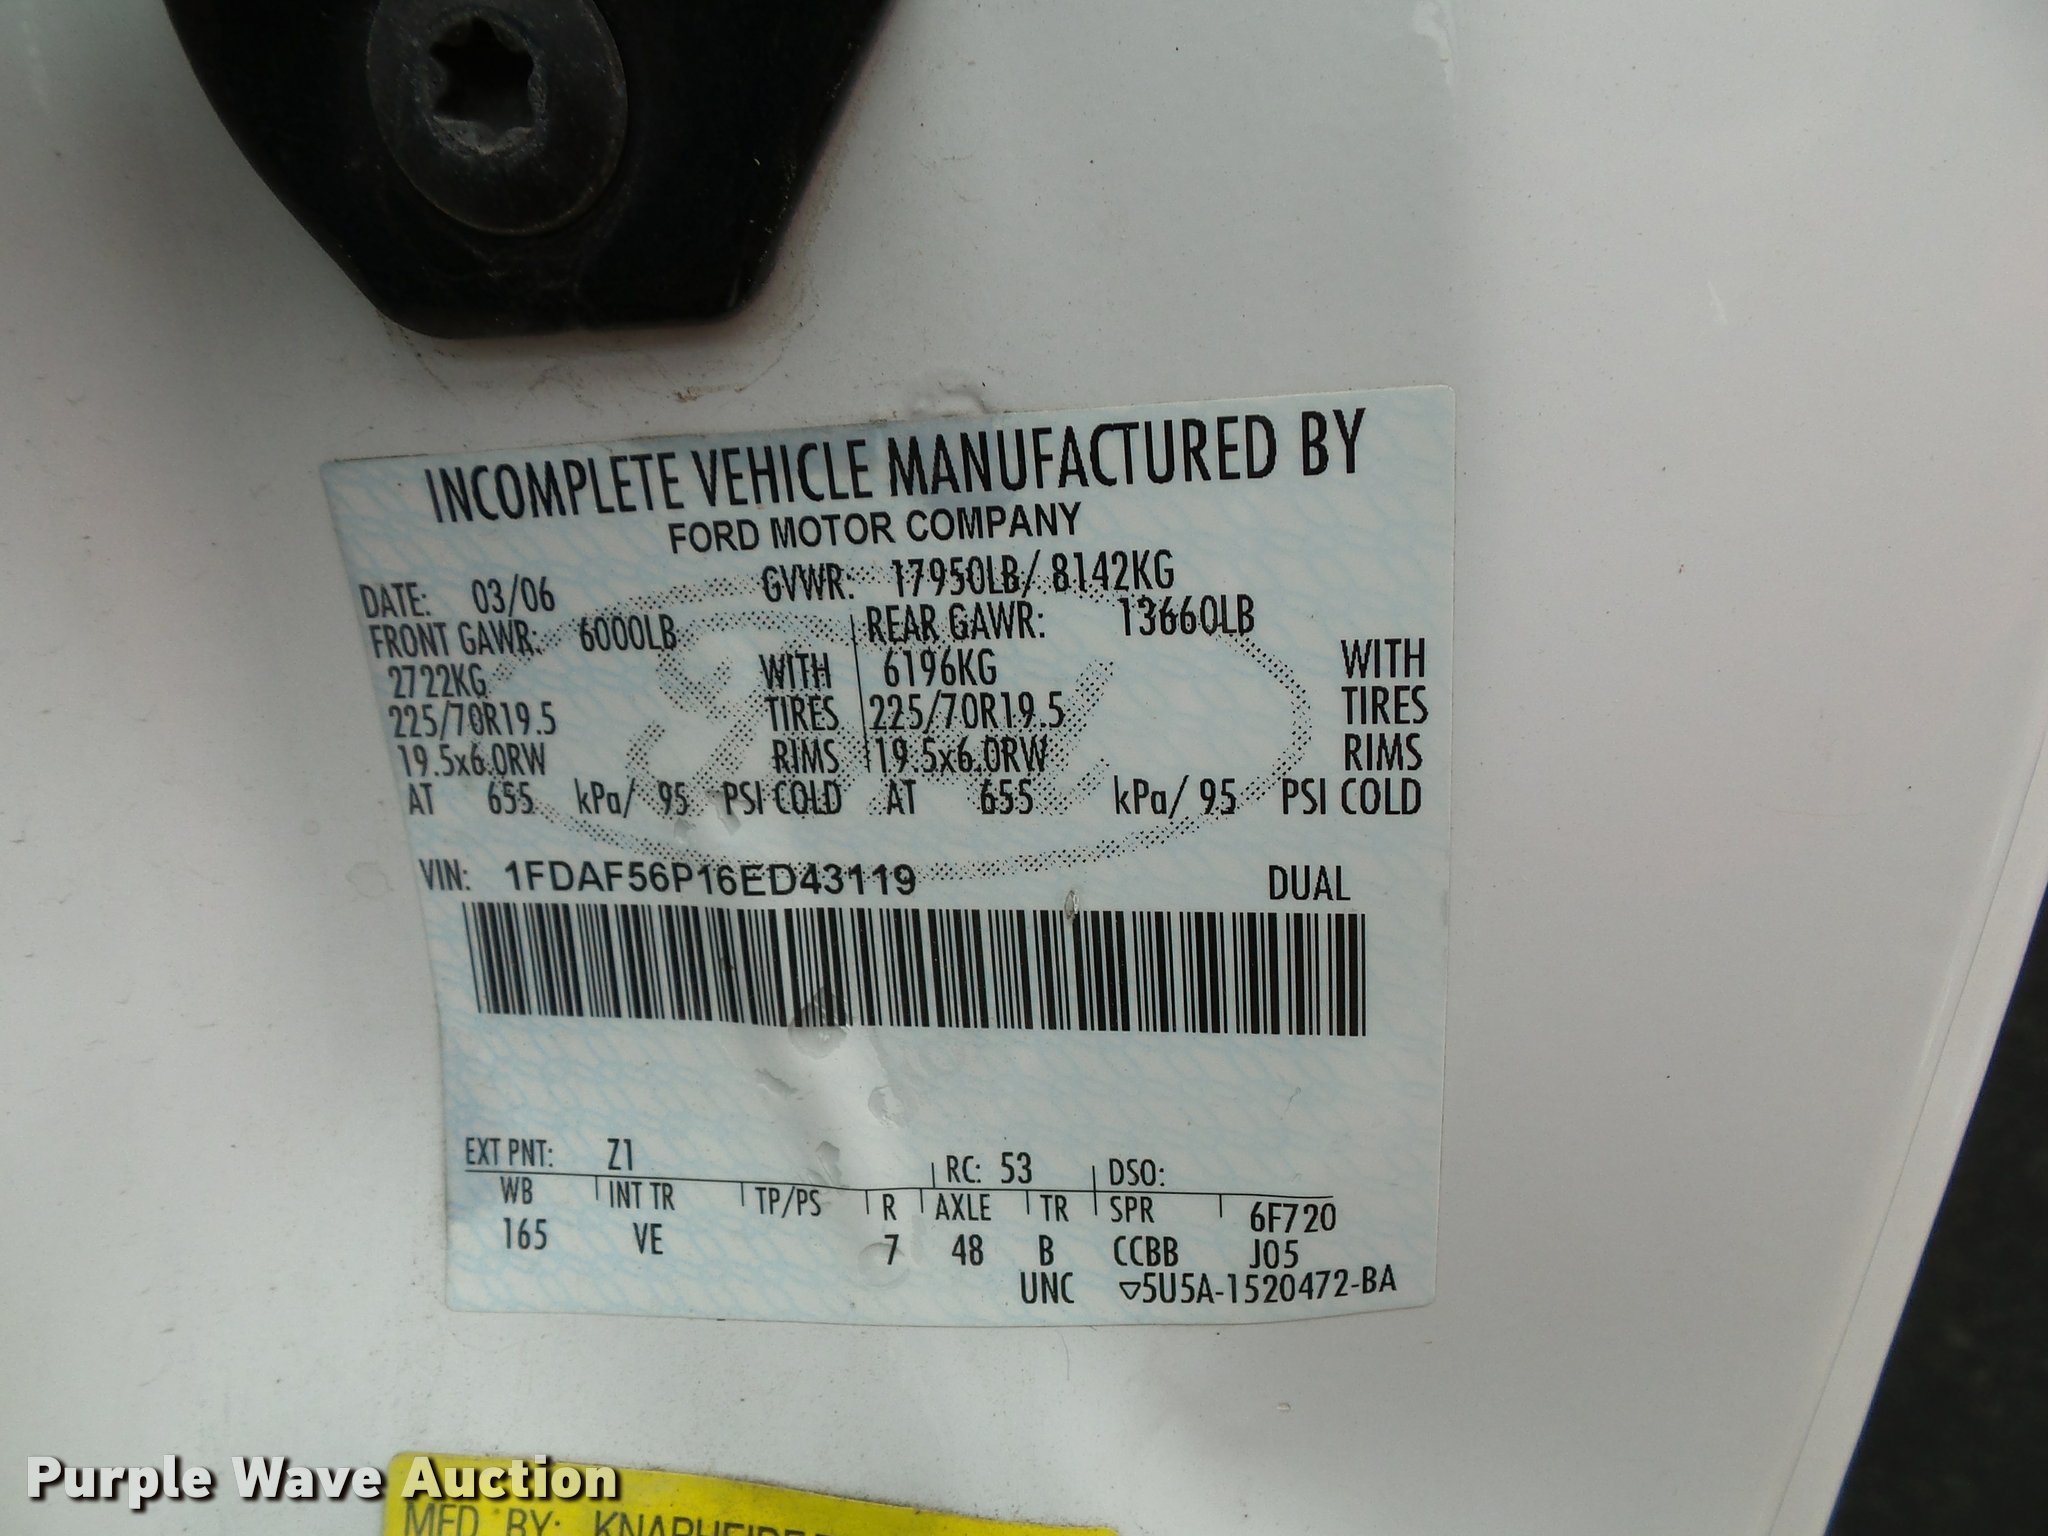 INCOMPLETE VEHICLE MANUFACTURED BY
FORD MOTOR COMPANY
DATE: 03/06 GVWR: 17950LB/ 8142KG
FRONT GAWR: 6000LB REAR GAWR: 13660LB
2722KG WITH 6196KG WITH
225/70R19.5 TIRES 225/70R19.5 TIRES
19.5x6.0RW RIMS 19.5x6.0RW RIMS
AT 655 kPa/ 95 PSI COLD AT 655 kPa/ 95 PSI COLD
VIN: 1FDAF56P16ED43119 DUAL
EXT PNT: Z1 RC: 53 DSO:
WB INT TR TP/PS R AXLE TR SPR 6F720
165 VE 7 48 B CCBB J05
UNC ▽5U5A-1520472-BA
Purple Wave Auction
MFD BY: